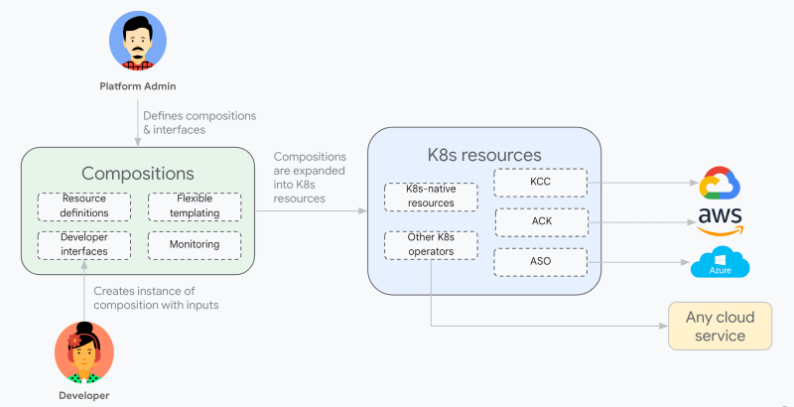 Platform Admin
Defines compositions
& interfaces
Compositions
Resource
definitions
Flexible
templating
Developer
interfaces
Monitoring
Compositions
are expanded
into K8s
resources
K8s resources
K8s-native
resources
KCC
ACK
Other K8s
operators
ASO
aws
Azure
Any cloud
service
Creates instance of
composition with inputs
Developer